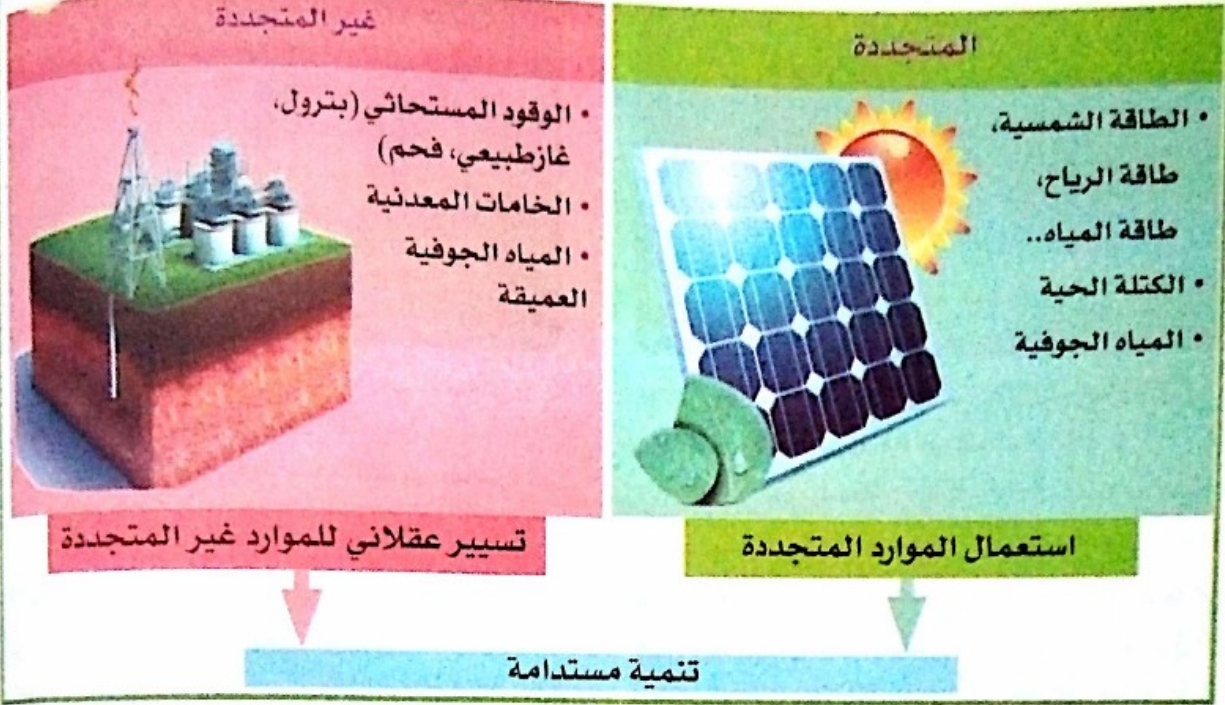 المتجددة
• الطاقة الشمسية،
طاقة الرياح،
طاقة المياه..
• الكتلة الحية
• المياه الجوفية
استعمال الموارد المتجددة
غير المتجددة
• الوقود المستحاثي (بترول،
غازطبيعي، فحم)
• الخامات المعدنية
• المياه الجوفية
العميقة
تسيير عقلاني للموارد غير المتجددة
تنمية مستدامة